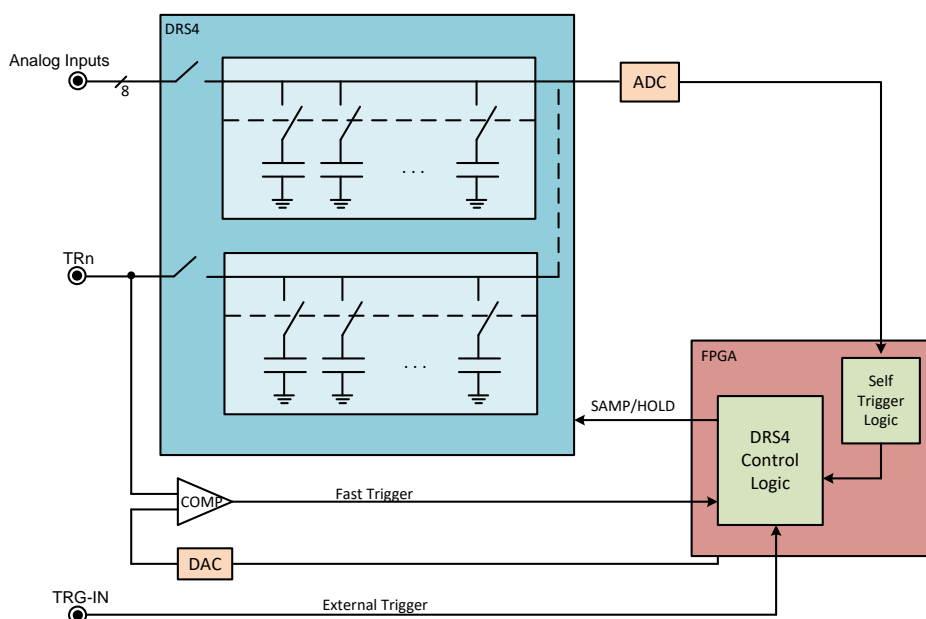 DRS4
Analog Inputs
8
ADC
. . .
TRn
. . .
FPGA
Self
Trigger
Logic
SAMP/HOLD
DRS4
Control
Logic
COMP
Fast Trigger
DAC
TRG-IN
External Trigger